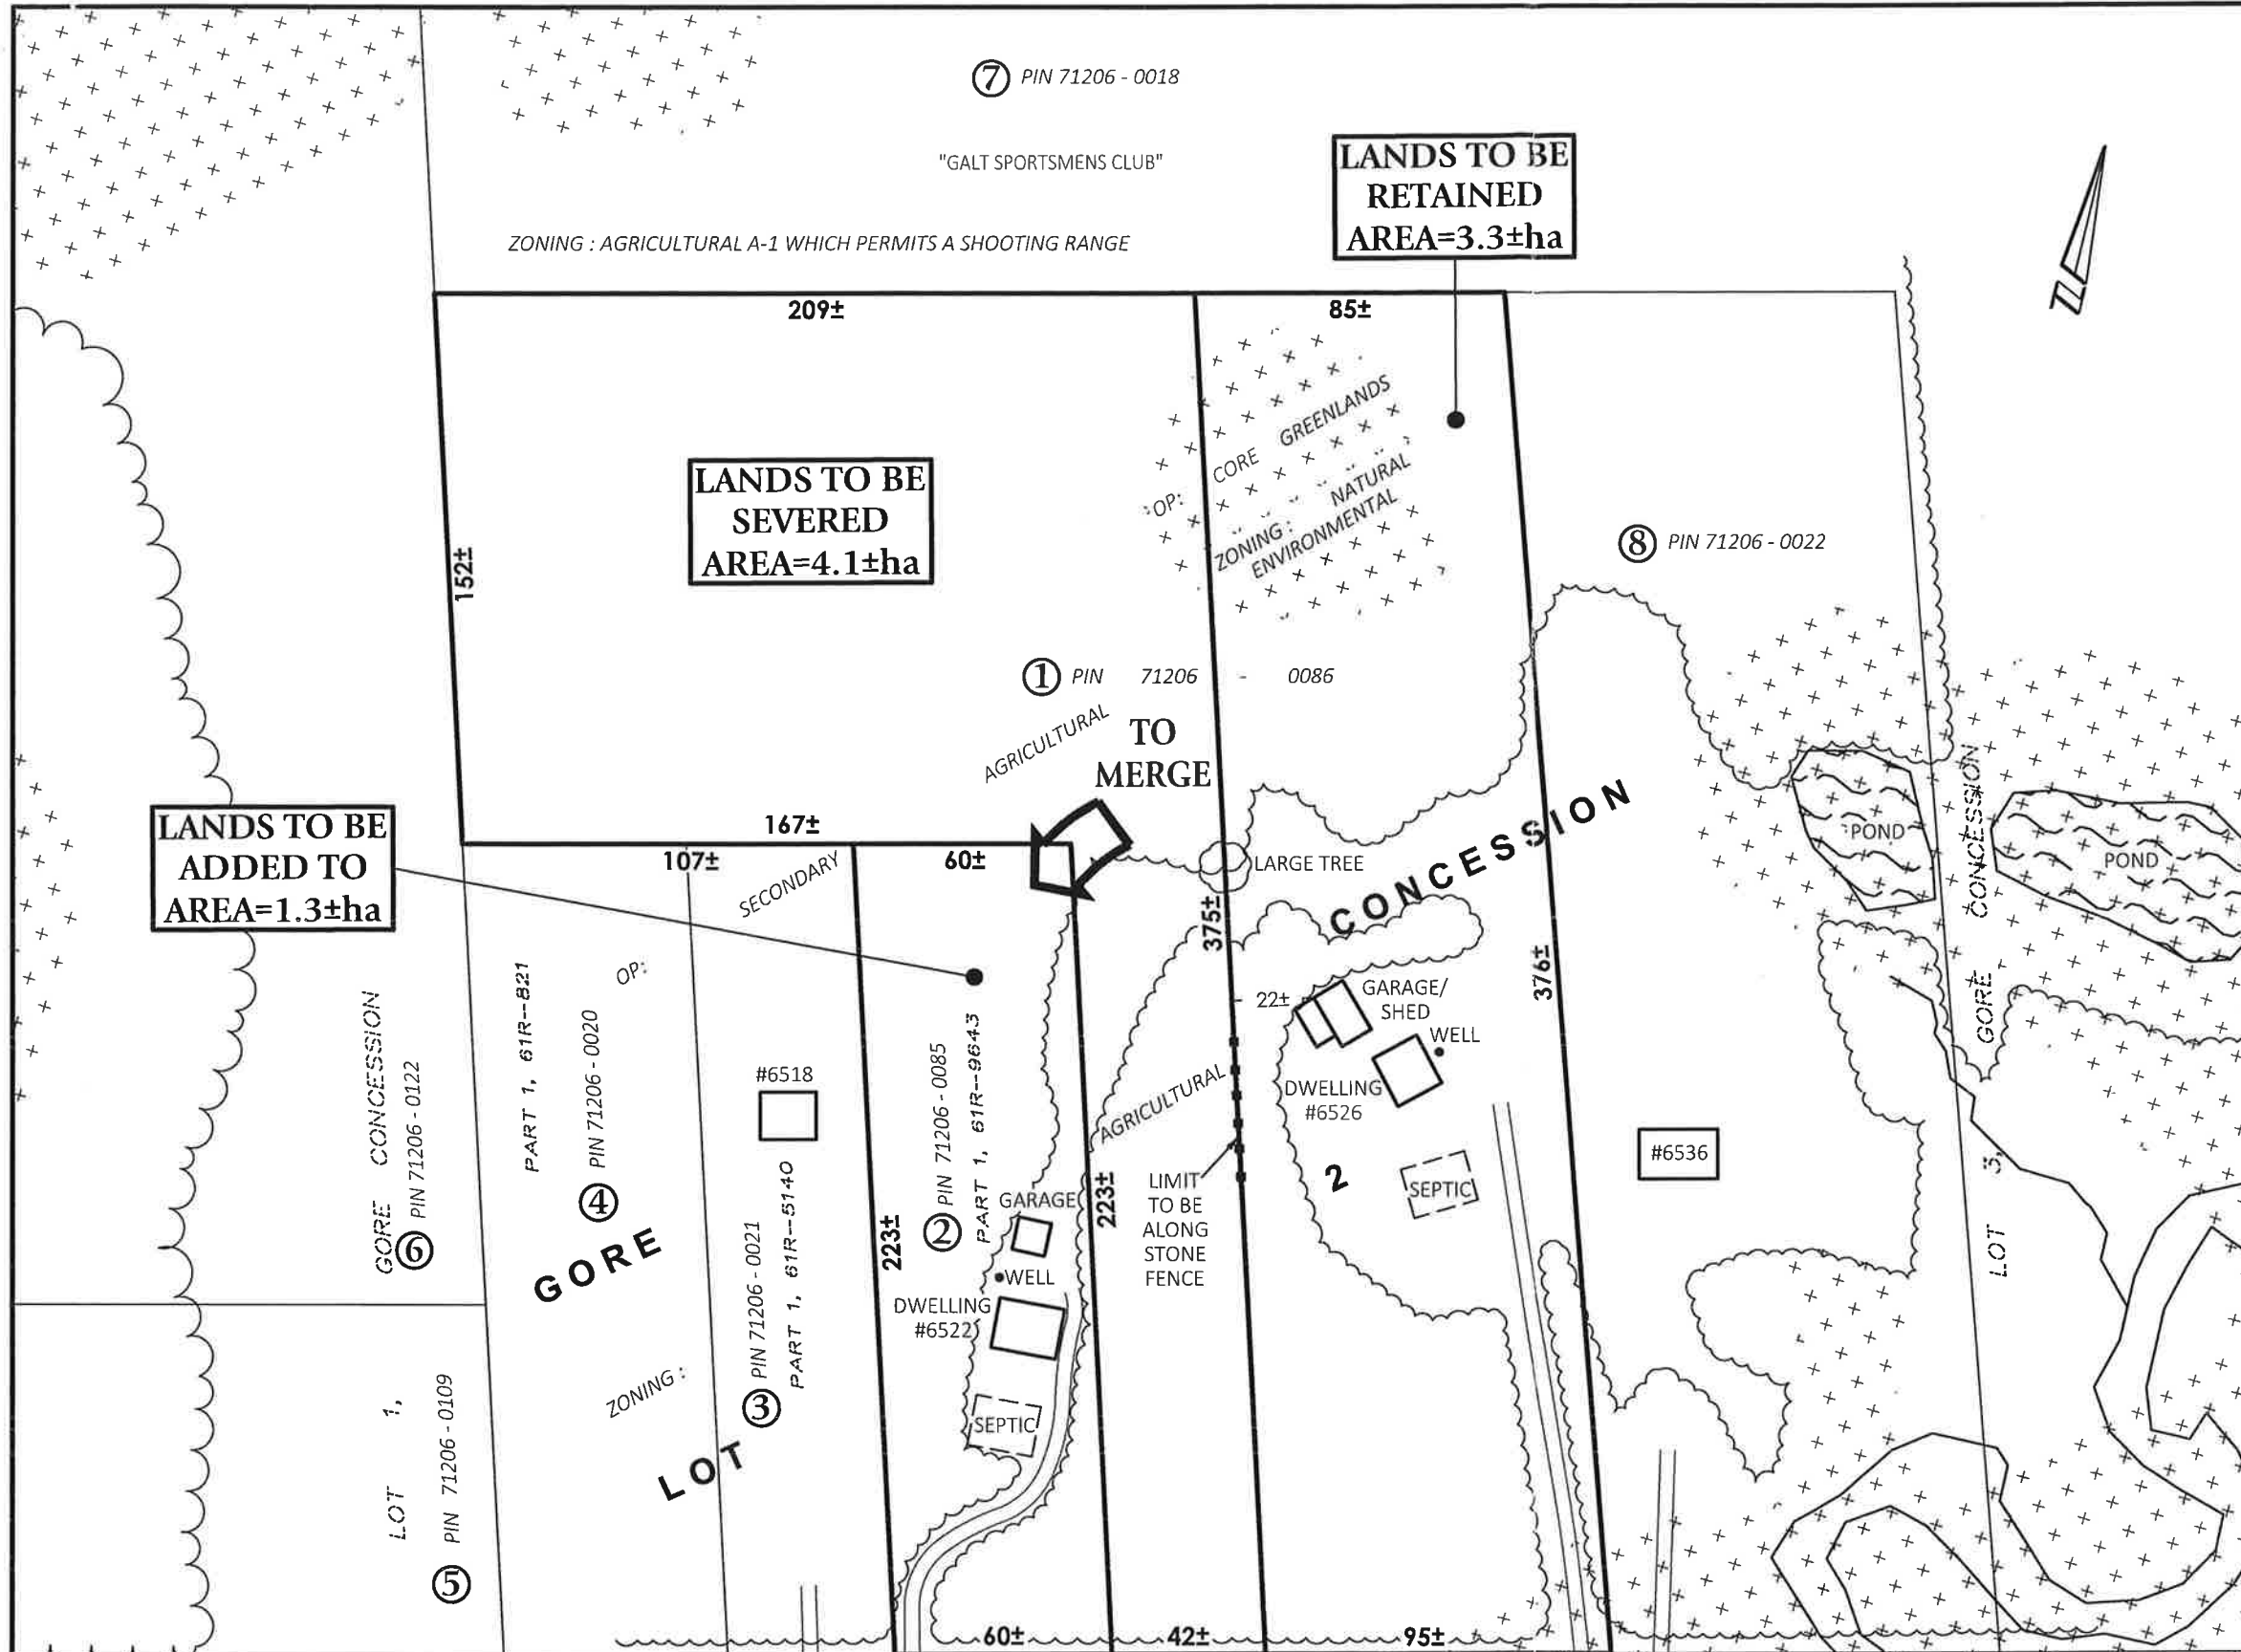 ⑦ PIN 71206 - 0018
"GALT SPORTSMENS CLUB"
ZONING : AGRICULTURAL A-1 WHICH PERMITS A SHOOTING RANGE
LANDS TO BE
RETAINED
AREA=3.3±ha
209±
85±
152±
LANDS TO BE
SEVERED
AREA=4.1±ha
OP: CORE GREENLANDS
ZONING : NATURAL
ENVIRONMENTAL
⑧ PIN 71206 - 0022
① PIN 71206 - 0086
TO
MERGE
LANDS TO BE
ADDED TO
AREA=1.3±ha
167±
107±
60±
OP: SECONDARY AGRICULTURAL
LARGE TREE
375±
376±
22±
GARAGE/
SHED
WELL
DWELLING
#6526
SEPTIC
LIMIT
TO BE
ALONG
STONE
FENCE
#6536
POND
POND
GORE CONCESSION
LOT 3,
GORE CONCESSION
⑥ PIN 71206 - 0122
LOT 1,
⑤ PIN 71206 - 0109
PART 1, 61R--821
④ PIN 71206 - 0020
#6518
③ PIN 71206 - 0021
PART 1, 61R--5140
② PIN 71206 - 0085
PART 1, 61R--9643
223±
223±
GARAGE
WELL
DWELLING
#6522
SEPTIC
ZONING : AGRICULTURAL
LOT 2
GORE CONCESSION
60±
42±
95±